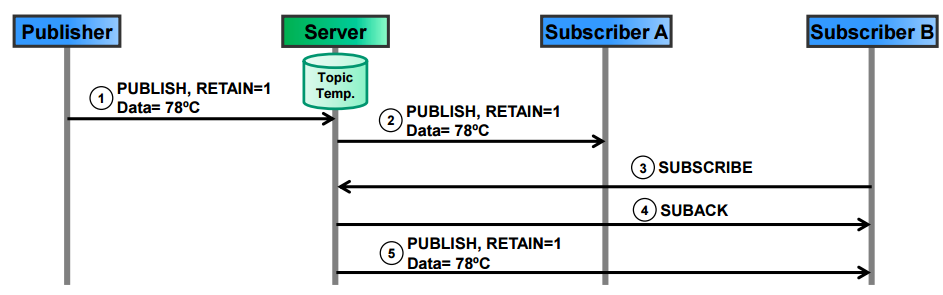 Publisher
Server
Subscriber A
Subscriber B
Topic
Temp.
1
PUBLISH, RETAIN=1
Data= 78ºC
2
PUBLISH, RETAIN=1
Data= 78ºC
3 SUBSCRIBE
4 SUBACK
5
PUBLISH, RETAIN=1
Data= 78ºC